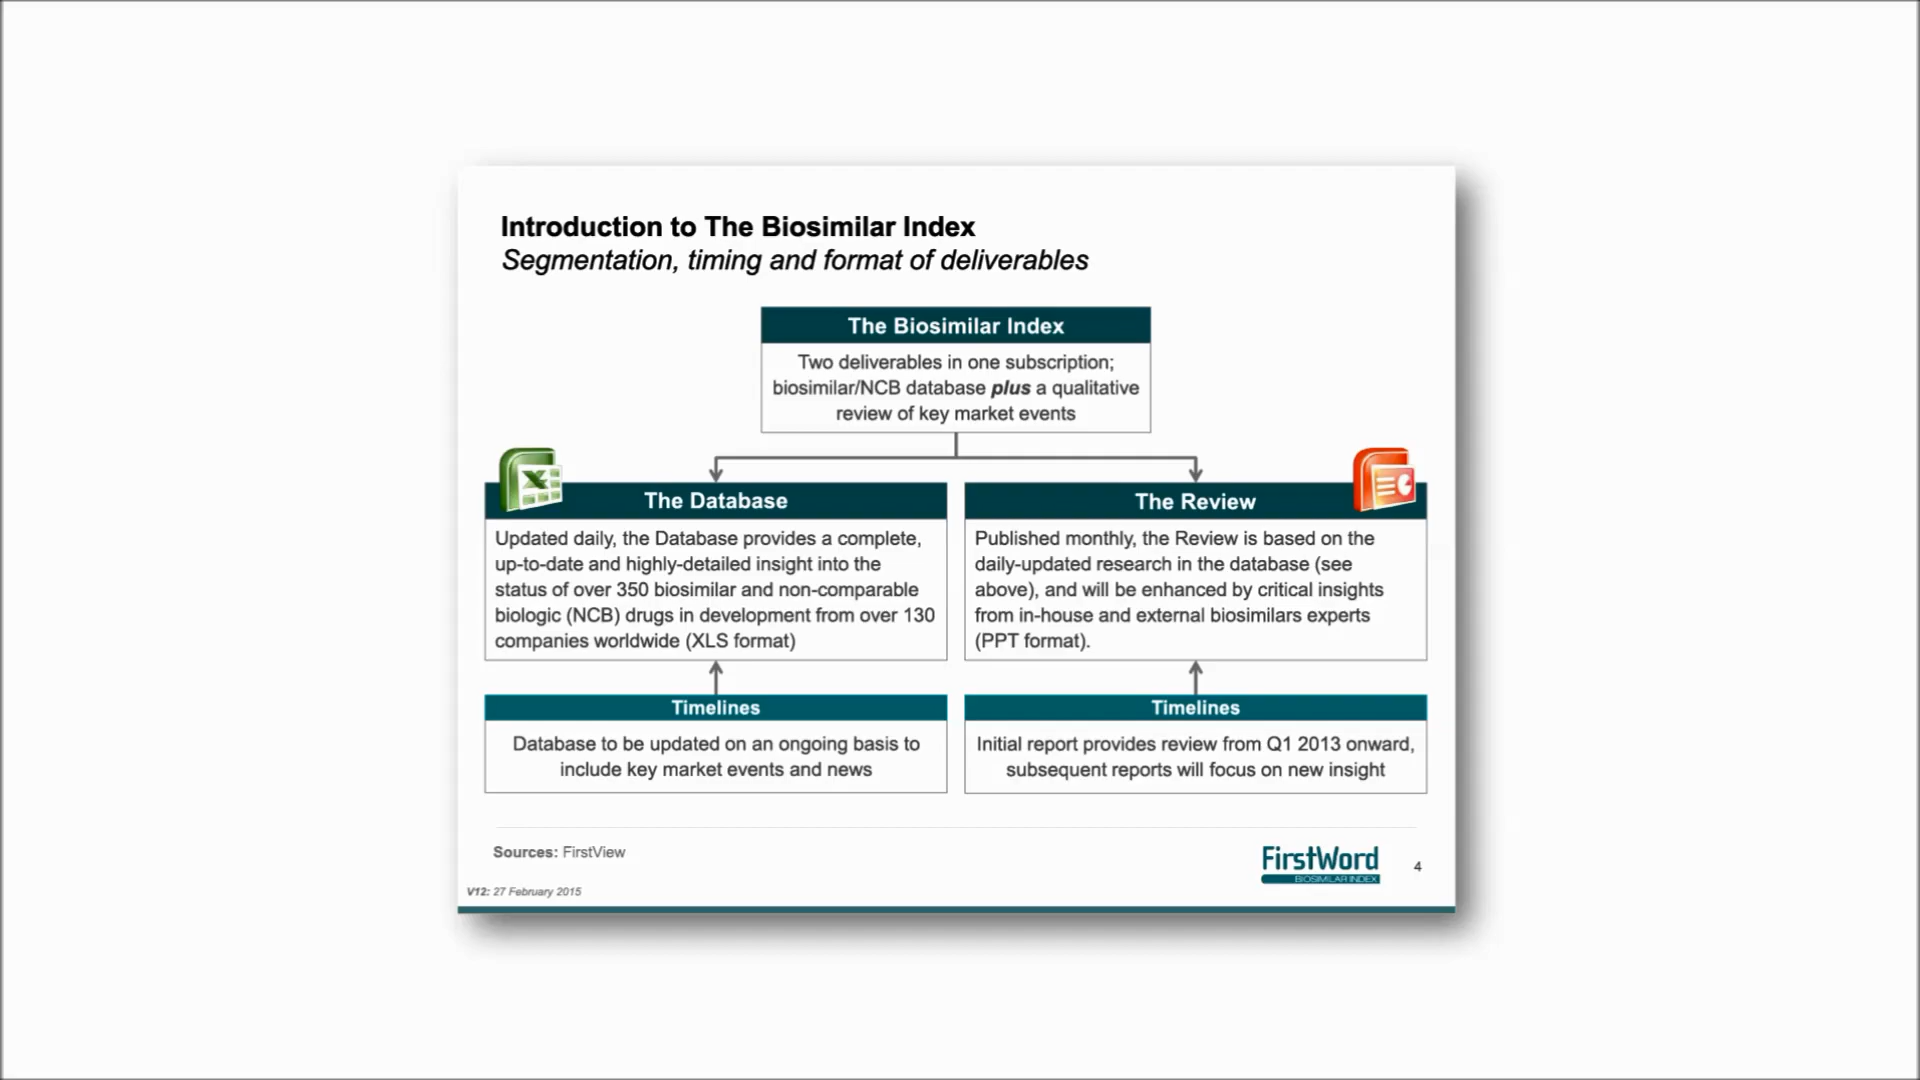 Introduction to The Biosimilar Index
Segmentation, timing and format of deliverables
The Biosimilar Index
Two deliverables in one subscription;
biosimilar/NCB database plus a qualitative
review of key market events
The Database
Updated daily, the Database provides a complete,
up-to-date and highly-detailed insight into the
status of over 350 biosimilar and non-comparable
biologic (NCB) drugs in development from over 130
companies worldwide (XLS format)
The Review
Published monthly, the Review is based on the
daily-updated research in the database (see
above), and will be enhanced by critical insights
from in-house and external biosimilars experts
(PPT format).
Timelines
Database to be updated on an ongoing basis to
include key market events and news
Timelines
Initial report provides review from Q1 2013 onward,
subsequent reports will focus on new insight
Sources: FirstView
FirstWord
BIOSIMILAR INDEX
4
V12: 27 February 2015